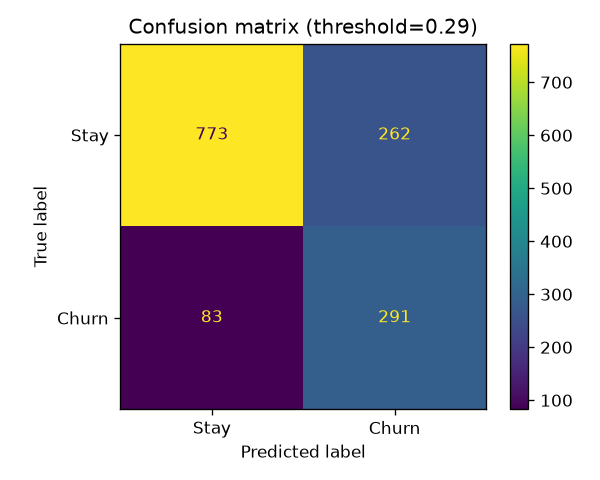 Confusion matrix (threshold=0.29)
True label
Stay
773
262
Churn
83
291
Stay
Churn
Predicted label
700
600
500
400
300
200
100